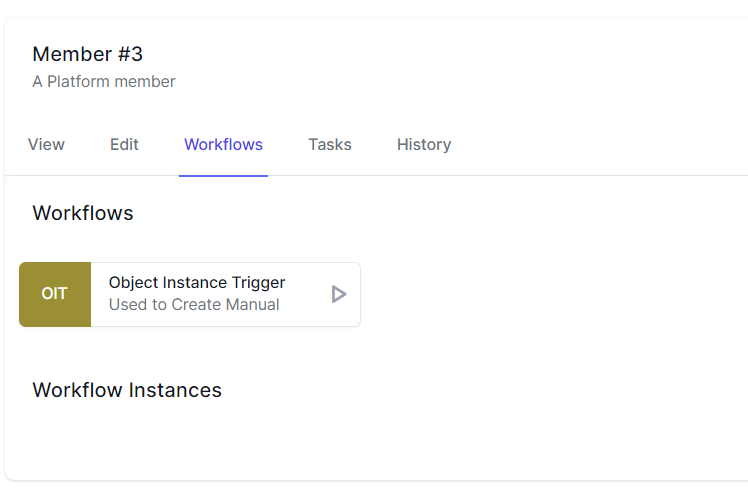 Member #3
A Platform member
View Edit Workflows Tasks History
Workflows
OIT
Object Instance Trigger
Used to Create Manual
Workflow Instances